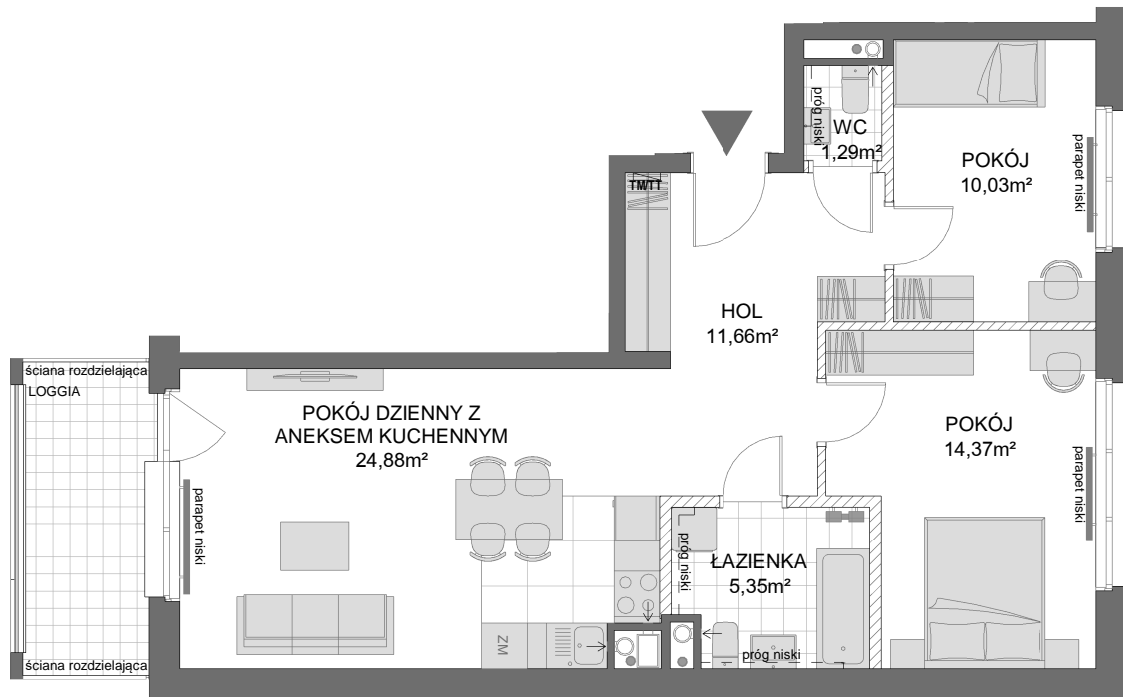 próg niski
WC
1,29m²
POKÓJ
10,03m²
parapet niski
TM/TT
HOL
11,66m²
ściana rozdzielająca
LOGGIA
POKÓJ DZIENNY Z
ANEKSEM KUCHENNYM
24,88m²
POKÓJ
14,37m²
parapet niski
parapet niski
próg niski
ŁAZIENKA
5,35m²
ZM
próg niski
ściana rozdzielająca